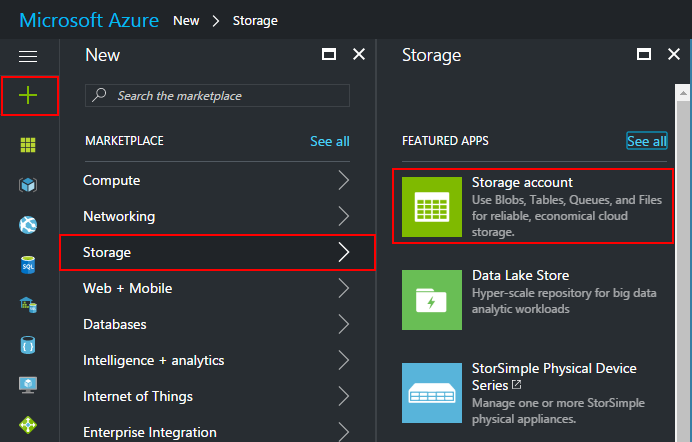 Microsoft Azure New > Storage
New
Search the marketplace
MARKETPLACE See all
Compute
Networking
Storage
Web + Mobile
Databases
Intelligence + analytics
Internet of Things
Enterprise Integration
Storage
FEATURED APPS See all
Storage account
Use Blobs, Tables, Queues, and Files
for reliable, economical cloud
storage.
Data Lake Store
Hyper-scale repository for big data
analytic workloads
StorSimple Physical Device
Series
Manage one or more StorSimple
physical appliances.
SQL